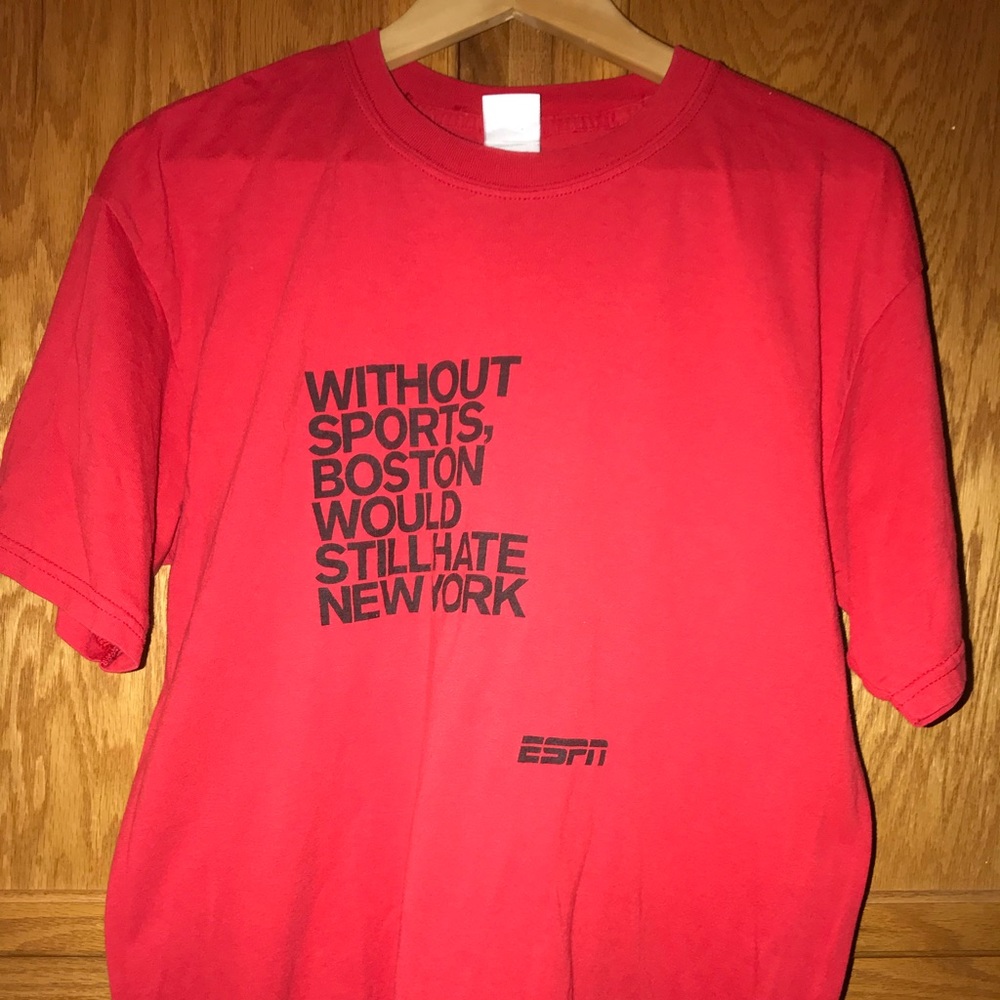 WITHOUT
SPORTS,
BOSTON
WOULD
STILL HATE
NEW YORK
ESPN